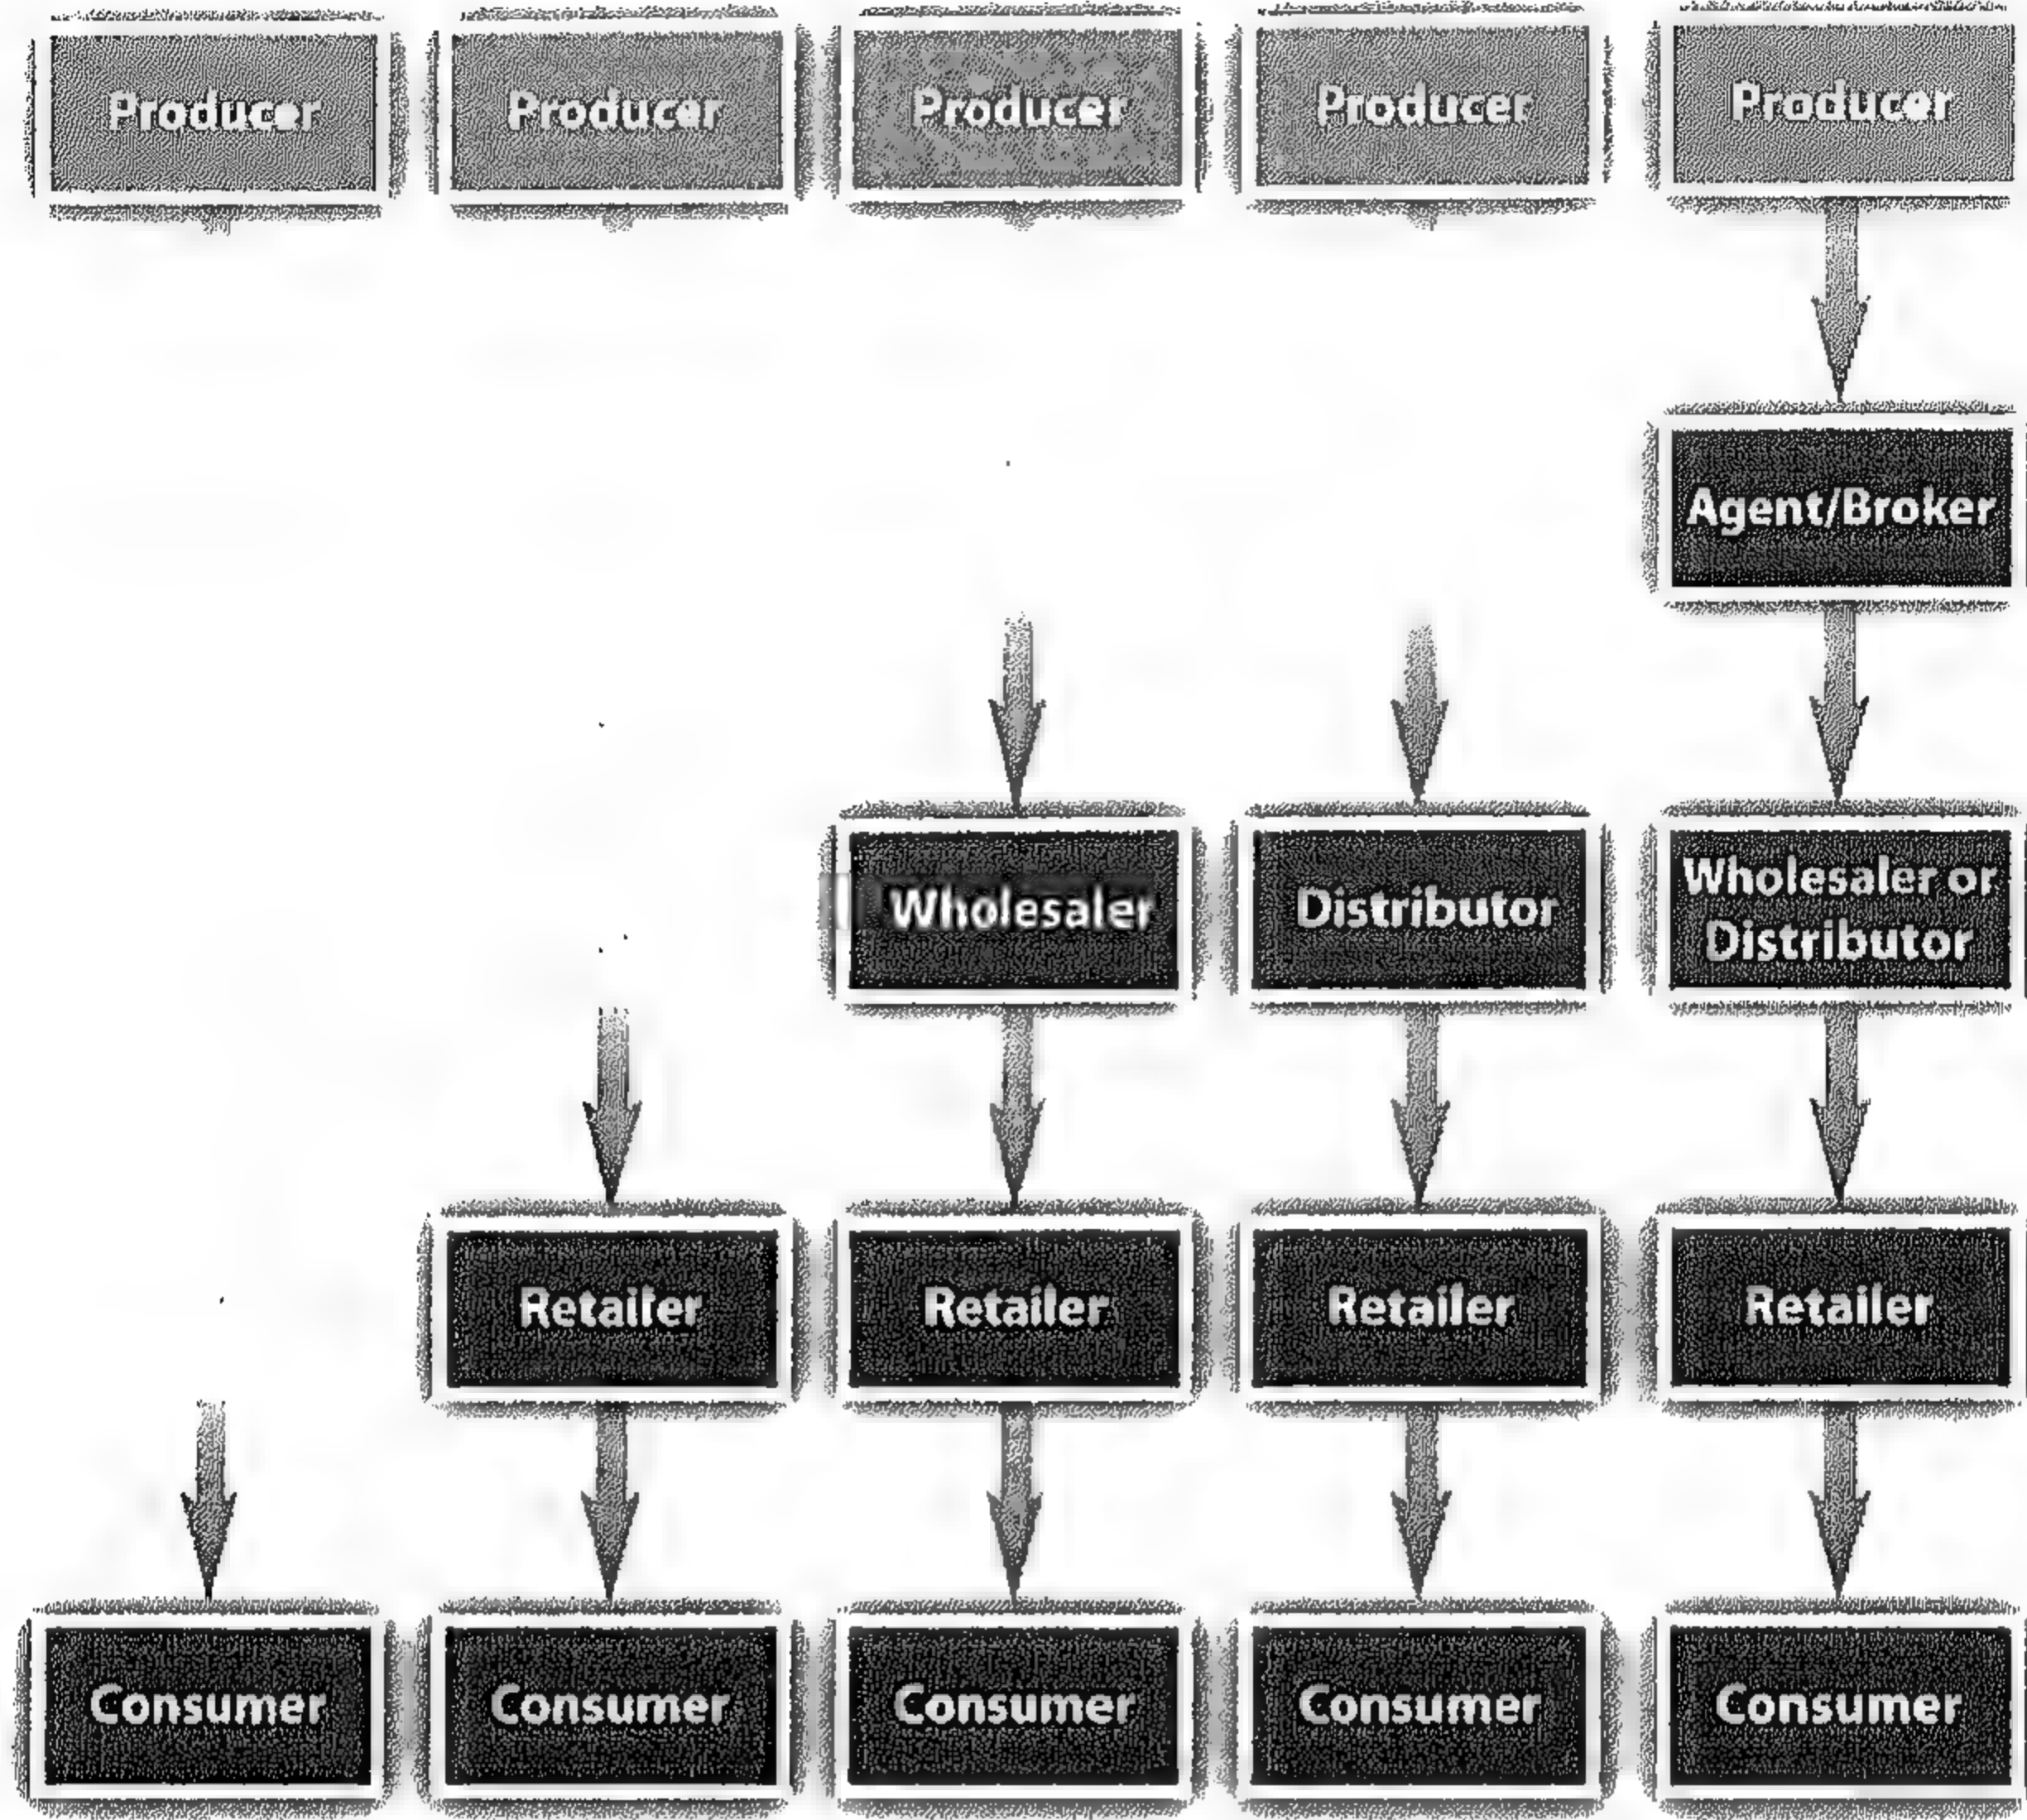 Producer
Producer
Producer
Producer
Producer
Agent/Broker
Wholesaler
Distributor
Wholesaler or
Distributor
Retailer
Retailer
Retailer
Retailer
Consumer
Consumer
Consumer
Consumer
Consumer